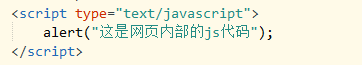 <script type="text/javascript">
    alert("这是网页内部的js代码");
</script>